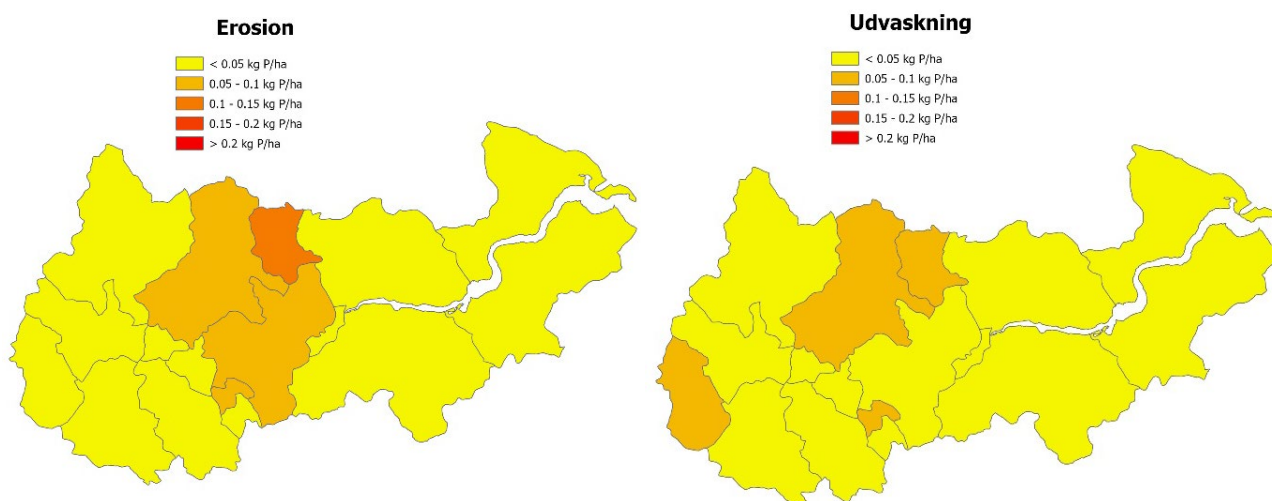 Erosion
< 0.05 kg P/ha
0.05 - 0.1 kg P/ha
0.1 - 0.15 kg P/ha
0.15 - 0.2 kg P/ha
> 0.2 kg P/ha
Udvaskning
< 0.05 kg P/ha
0.05 - 0.1 kg P/ha
0.1 - 0.15 kg P/ha
0.15 - 0.2 kg P/ha
> 0.2 kg P/ha